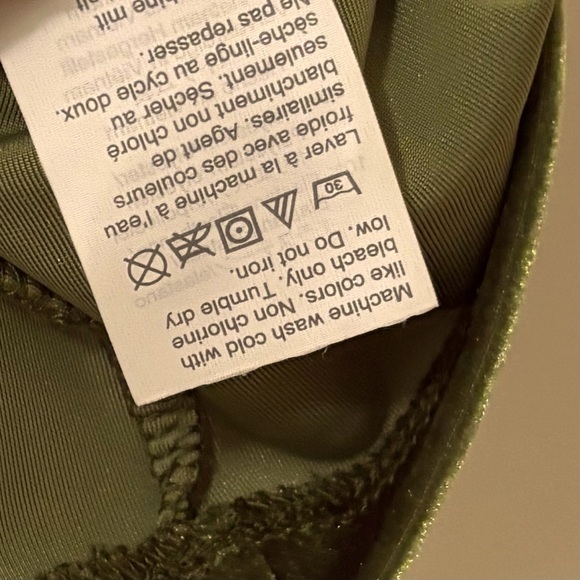 Machine wash cold with
like colors. Non chlorine
bleach only. Tumble dry
low. Do not iron.
30
Laver à la machine à l'eau
froide avec des couleurs
similaires. Agent de
blanchiment non chloré
seulement. Sécher au
sèche-linge au cycle doux.
Ne pas repasser.
mit